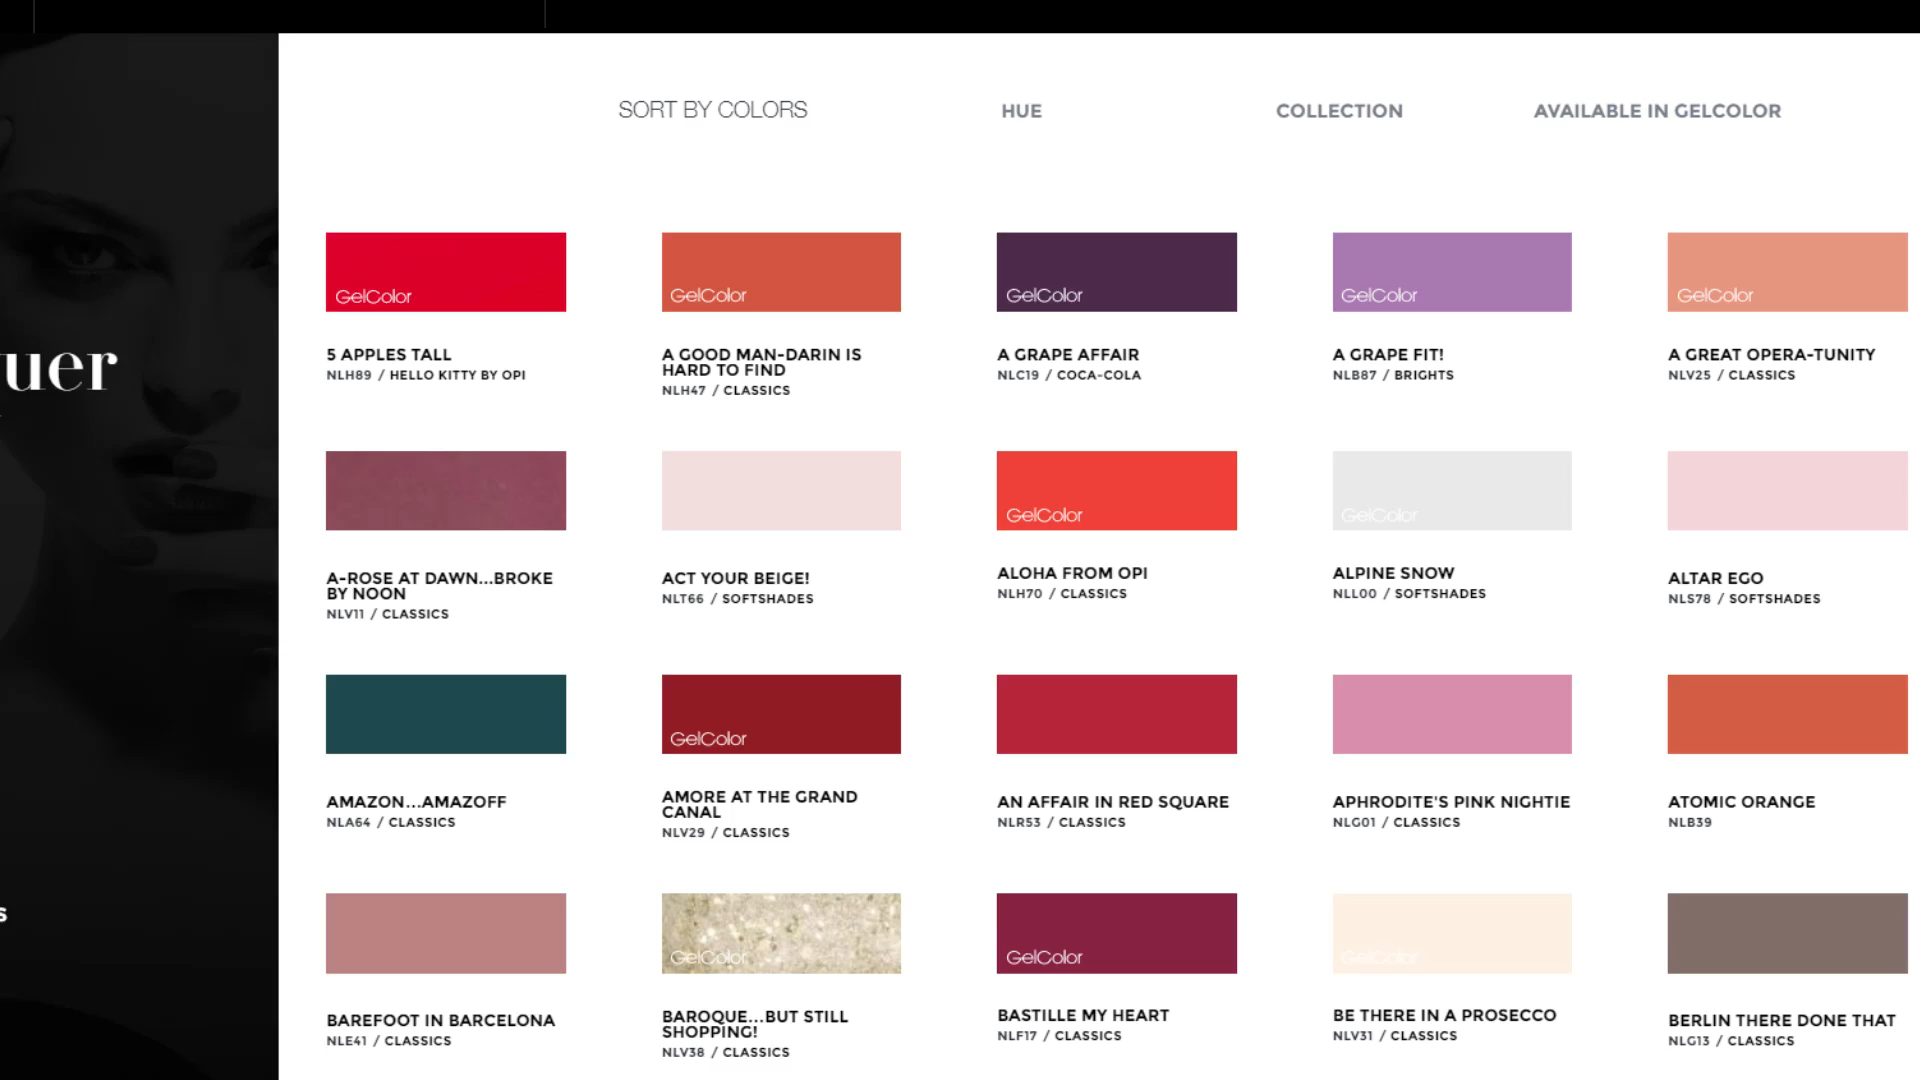 SORT BY COLORS
HUE
COLLECTION
AVAILABLE IN GELCOLOR
uer
s
GelColor
GelColor
GelColor
GelColor
GelColor
5 APPLES TALL
NLH89 / HELLO KITTY BY OPI
A GOOD MAN-DARIN IS
HARD TO FIND
NLH47 / CLASSICS
A GRAPE AFFAIR
NLC19 / COCA-COLA
A GRAPE FIT!
NLB87 / BRIGHTS
A GREAT OPERA-TUNITY
NLV25 / CLASSICS
GelColor
GelColor
A-ROSE AT DAWN...BROKE
BY NOON
NLV11 / CLASSICS
ACT YOUR BEIGE!
NLT66 / SOFTSHADES
ALOHA FROM OPI
NLH70 / CLASSICS
ALPINE SNOW
NLL00 / SOFTSHADES
ALTAR EGO
NLS78 / SOFTSHADES
GelColor
AMAZON...AMAZOFF
NLA64 / CLASSICS
AMORE AT THE GRAND
CANAL
NLV29 / CLASSICS
AN AFFAIR IN RED SQUARE
NLR53 / CLASSICS
APHRODITE'S PINK NIGHTIE
NLG01 / CLASSICS
ATOMIC ORANGE
NLB39
GelColor
GelColor
GelColor
BAREFOOT IN BARCELONA
NLE41 / CLASSICS
BAROQUE...BUT STILL
SHOPPING!
NLV38 / CLASSICS
BASTILLE MY HEART
NLF17 / CLASSICS
BE THERE IN A PROSECCO
NLV31 / CLASSICS
BERLIN THERE DONE THAT
NLG13 / CLASSICS